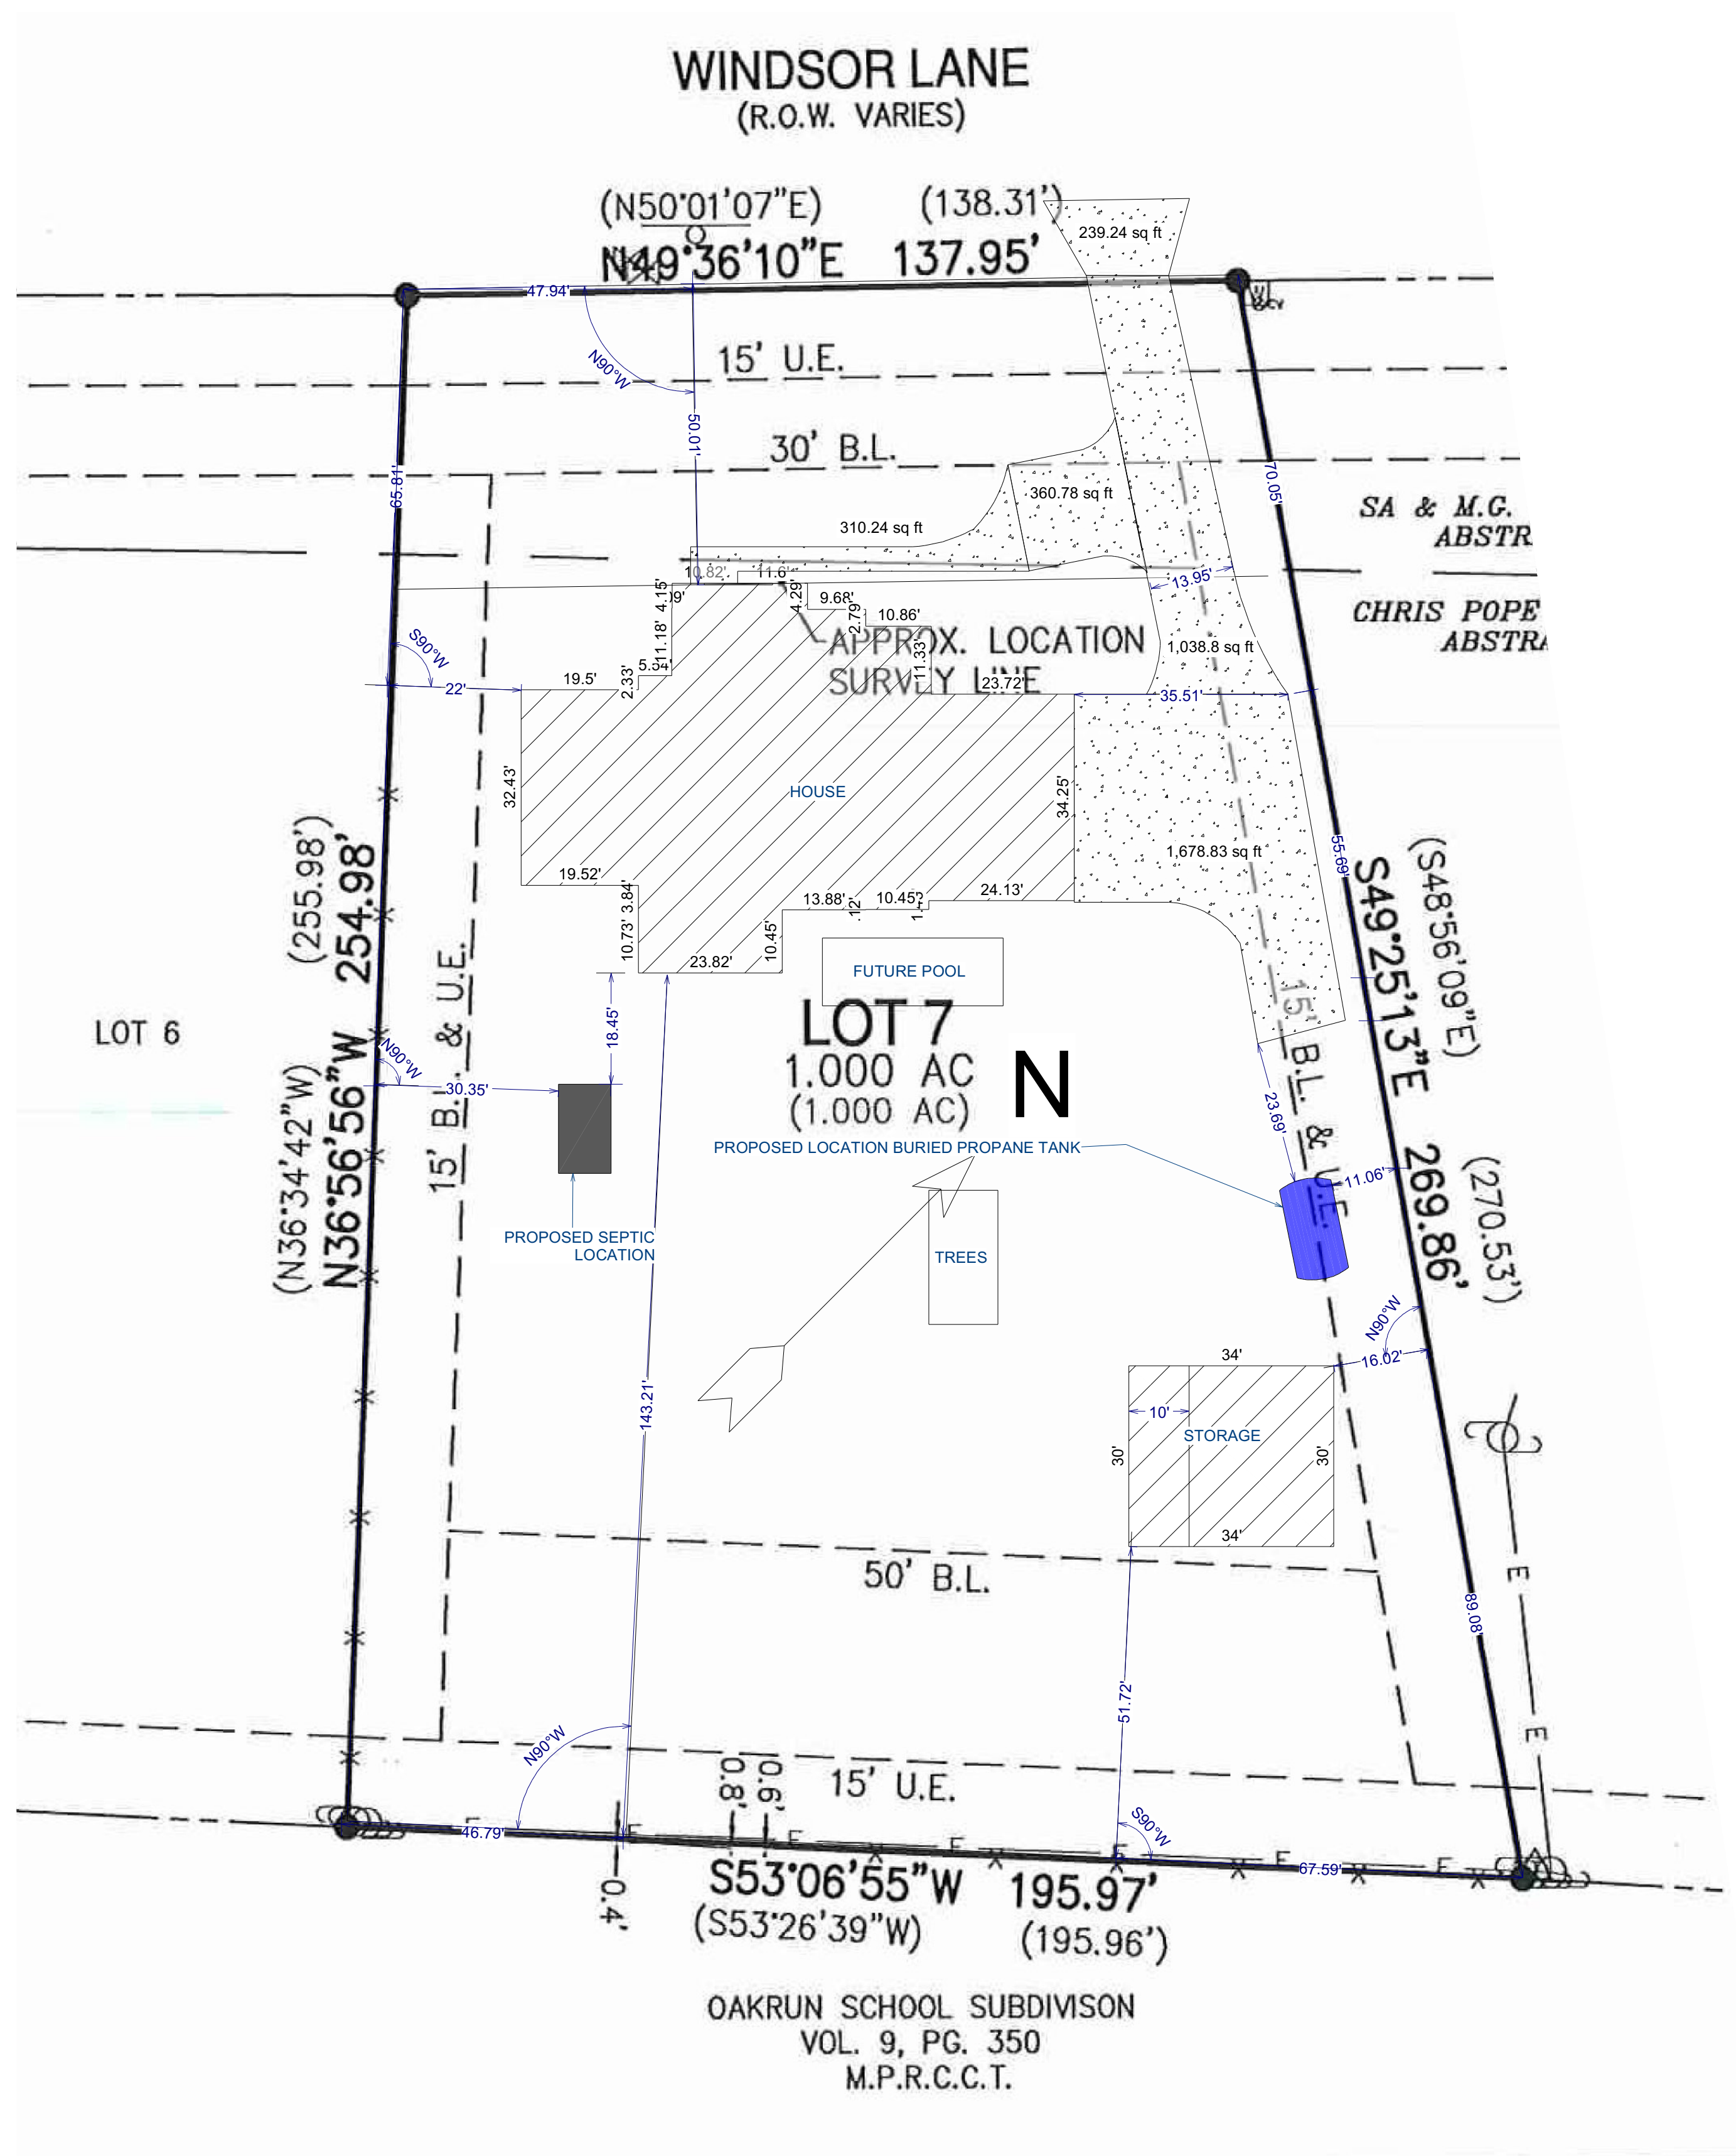 WINDSOR LANE
(R.O.W. VARIES)
(N50°01'07"E) (138.31')
239.24 sq ft
N49°36'10"E 137.95'
47.94'
N90°W
15' U.E.
50.01'
30' B.L.
65.81'
70.05'
360.78 sq ft
310.24 sq ft
SA & M.G.
ABSTR
10.82' 11.6'
13.95'
4.15'
4.29'
9.68'
2.79'
10.86'
CHRIS POPE
ABSTRA
S90°W
11.18'
APPROX. LOCATION
SURVEY LINE
11.33'
1,038.8 sq ft
5.54'
2.33'
19.5'
22'
23.72'
35.51'
32.43'
HOUSE
34.25'
1,678.83 sq ft
55.69'
19.52'
3.84'
13.88'
.12'
10.45'
24.13'
10.73'
10.45'
23.82'
FUTURE POOL
(255.98')
N36°56'56"W 254.98'
(N36°34'42"W)
15' B.L. & U.E.
LOT 6
S49°25'13"E 269.86'
(S48°56'09"E)
(270.53')
15' B.L. & U.E.
LOT 7
1.000 AC
(1.000 AC)
N
18.45'
N90°W
30.35'
23.69'
PROPOSED LOCATION BURIED PROPANE TANK
11.06'
PROPOSED SEPTIC
LOCATION
TREES
N90°W
16.02'
34'
143.21'
10'
STORAGE
30'
30'
34'
50' B.L.
E
89.08'
51.72'
E
N90°W
0.8'
0.6'
15' U.E.
S90°W
46.79'
E
E
E
E
E
E
67.59'
0.4'
S53°06'55"W 195.97'
(S53°26'39"W) (195.96')
OAKRUN SCHOOL SUBDIVISON
VOL. 9, PG. 350
M.P.R.C.C.T.